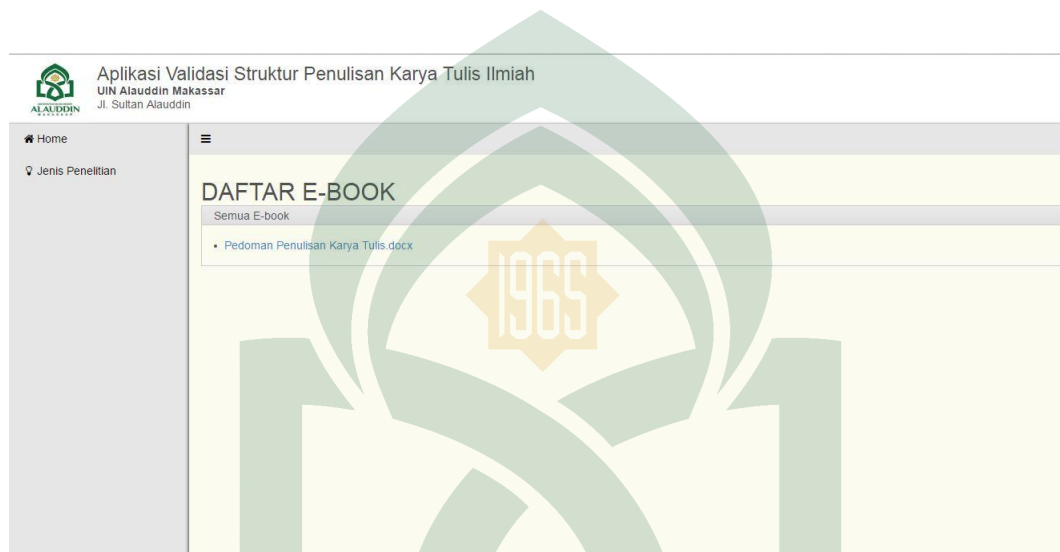 Aplikasi Validasi Struktur Penulisan Karya Tulis Ilmiah
UIN Alauddin Makassar
Jl. Sultan Alauddin
ALAUDDIN
MAKASSAR
Home
Jenis Penelitian
DAFTAR E-BOOK
Semua E-book
Pedoman Penulisan Karya Tulis.docx
1965